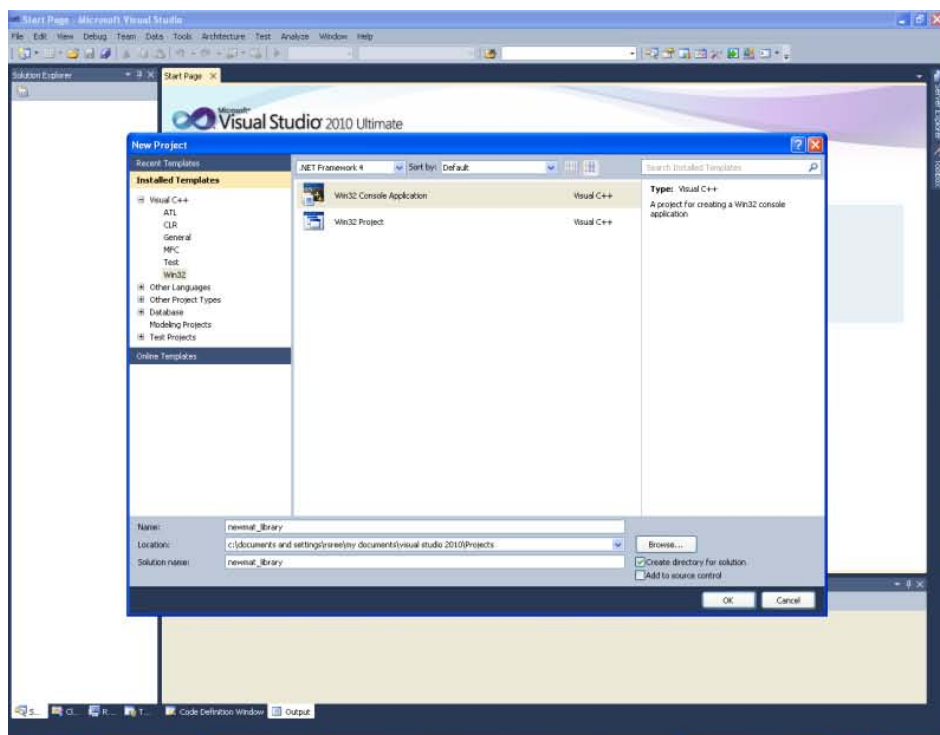 Start Page - Microsoft Visual Studio
File Edit View Debug Team Data Tools Architecture Test Analyze Window Help
Solution Explorer
Start Page
Server Explorer
Toolbox
Microsoft
Visual Studio 2010 Ultimate
New Project
Recent Templates
Installed Templates
Visual C++
ATL
CLR
General
MFC
Test
Win32
Other Languages
Other Project Types
Database
Modeling Projects
Test Projects
Online Templates
.NET Framework 4
Sort by: Default
Win32 Console Application Visual C++
Win32 Project Visual C++
Search Installed Templates
Type: Visual C++
A project for creating a Win32 console
application
Name: newmat_library
Location: c:\documents and settings\rsree\my documents\visual studio 2010\Projects
Browse...
Solution name: newmat_library
Create directory for solution
Add to source control
OK Cancel
S... Cl... R... T... Code Definition Window Output